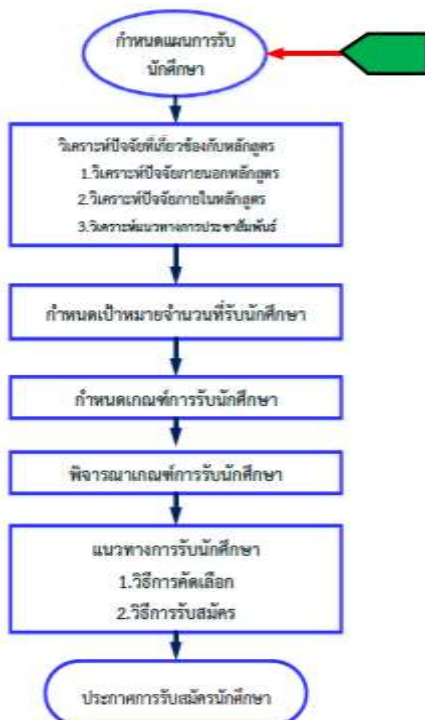 กำหนดแผนการรับ
นักศึกษา
วิเคราะห์ปัจจัยที่เกี่ยวข้องกับหลักสูตร
1.วิเคราะห์ปัจจัยภายนอกหลักสูตร
2.วิเคราะห์ปัจจัยภายในหลักสูตร
3.วิเคราะห์แนวทางการประชาสัมพันธ์
กำหนดเป้าหมายจำนวนที่รับนักศึกษา
กำหนดเกณฑ์การรับนักศึกษา
พิจารณาเกณฑ์การรับนักศึกษา
แนวทางการรับนักศึกษา
1.วิธีการคัดเลือก
2.วิธีการรับสมัคร
ประกาศการรับสมัครนักศึกษา